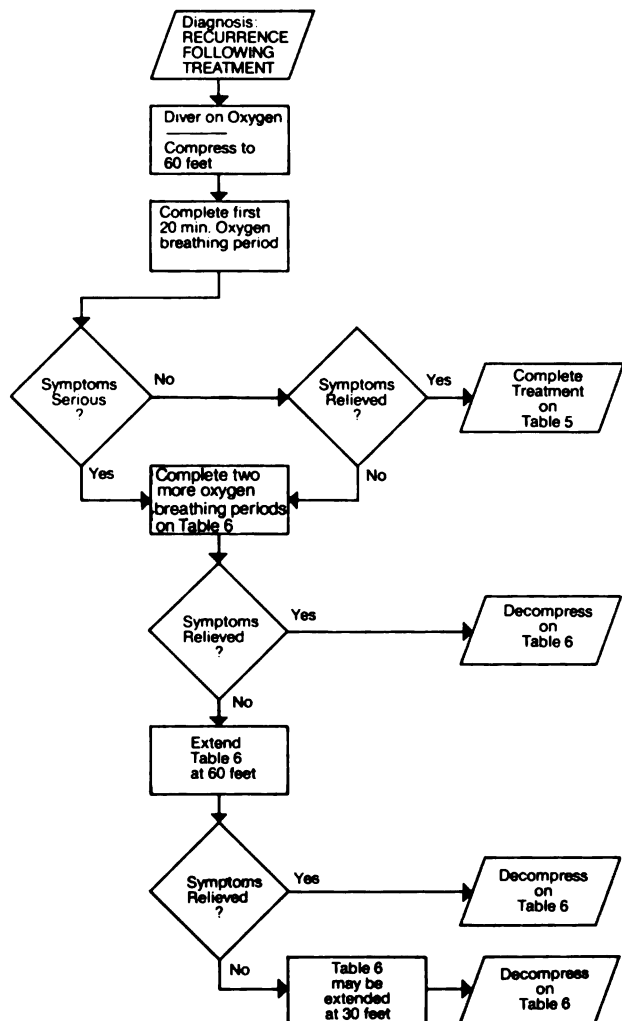 Diagnosis:
RECURRENCE
FOLLOWING
TREATMENT
Diver on Oxygen
Compress to
60 feet
Complete first
20 min. Oxygen
breathing period
Symptoms
Serious
?
No
Yes
Symptoms
Relieved
?
Yes
No
Complete
Treatment
on
Table 5
Complete two
more oxygen
breathing periods
on Table 6
Symptoms
Relieved
?
Yes
No
Decompress
on
Table 6
Extend
Table 6
at 60 feet
Symptoms
Relieved
?
Yes
No
Decompress
on
Table 6
Table 6
may be
extended
at 30 feet
Decompress
on
Table 6